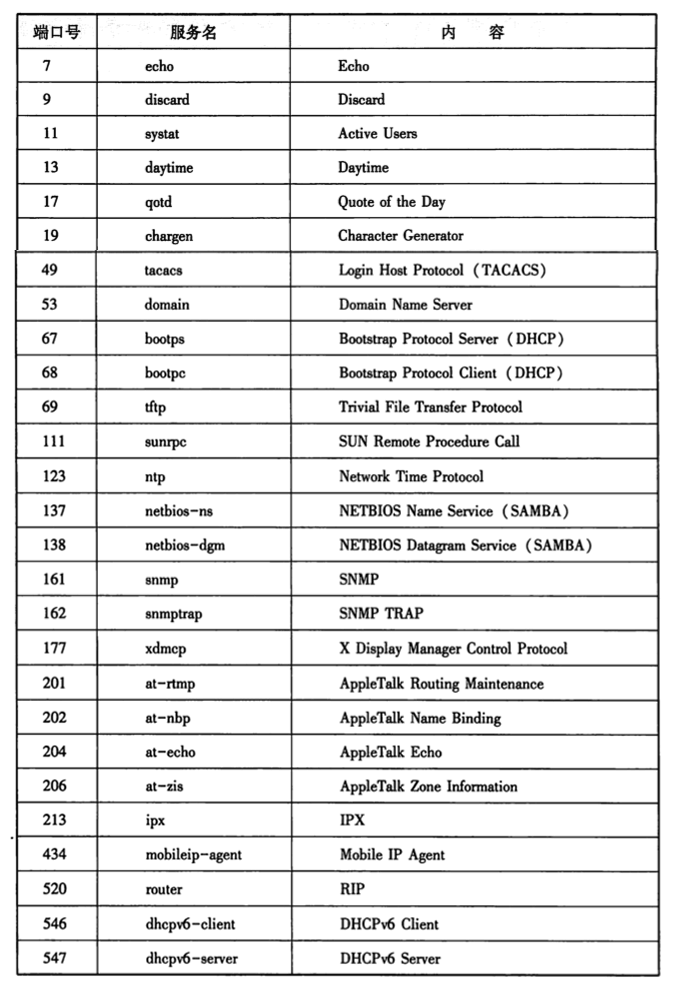 端口号 服务名 内 容
7 echo Echo
9 discard Discard
11 systat Active Users
13 daytime Daytime
17 qotd Quote of the Day
19 chargen Character Generator
49 tacacs Login Host Protocol (TACACS)
53 domain Domain Name Server
67 bootps Bootstrap Protocol Server (DHCP)
68 bootpc Bootstrap Protocol Client (DHCP)
69 tftp Trivial File Transfer Protocol
111 sunrpc SUN Remote Procedure Call
123 ntp Network Time Protocol
137 netbios-ns NETBIOS Name Service (SAMBA)
138 netbios-dgm NETBIOS Datagram Service (SAMBA)
161 snmp SNMP
162 snmptrap SNMP TRAP
177 xdmcp X Display Manager Control Protocol
201 at-rtmp AppleTalk Routing Maintenance
202 at-nbp AppleTalk Name Binding
204 at-echo AppleTalk Echo
206 at-zis AppleTalk Zone Information
213 ipx IPX
434 mobileip-agent Mobile IP Agent
520 router RIP
546 dhcpv6-client DHCPv6 Client
547 dhcpv6-server DHCPv6 Server